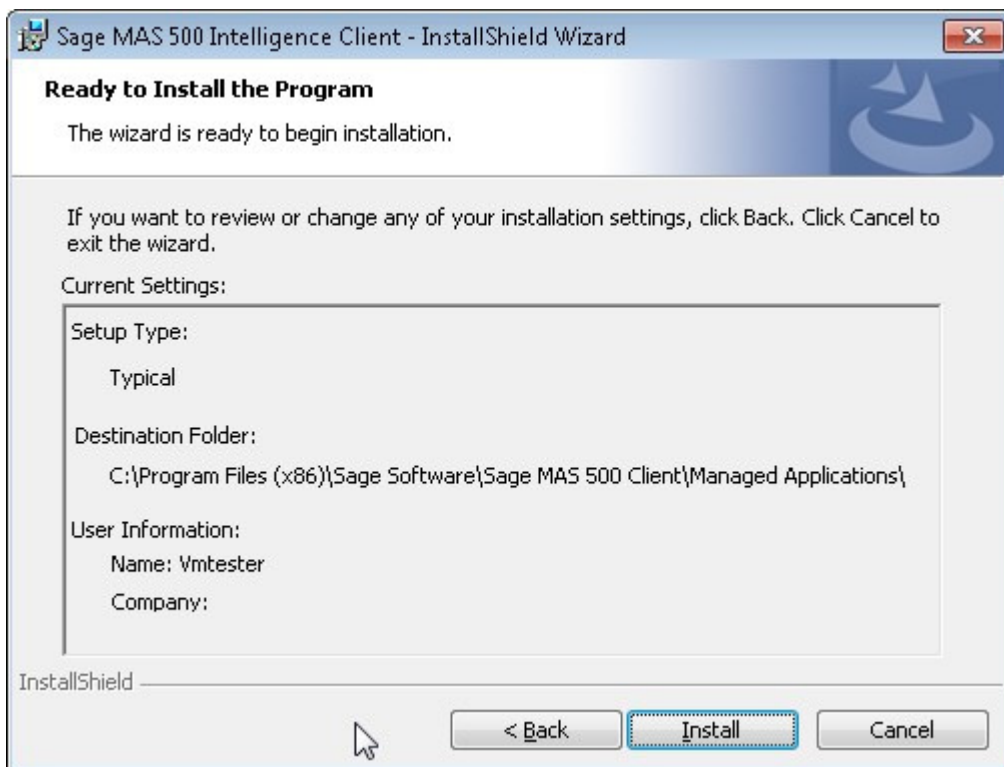 Sage MAS 500 Intelligence Client - InstallShield Wizard
Ready to Install the Program
The wizard is ready to begin installation.
If you want to review or change any of your installation settings, click Back. Click Cancel to
exit the wizard.
Current Settings:
Setup Type:
Typical
Destination Folder:
C:\Program Files (x86)\Sage Software\Sage MAS 500 Client\Managed Applications\
User Information:
Name: Vmtester
Company:
InstallShield
< Back
Install
Cancel